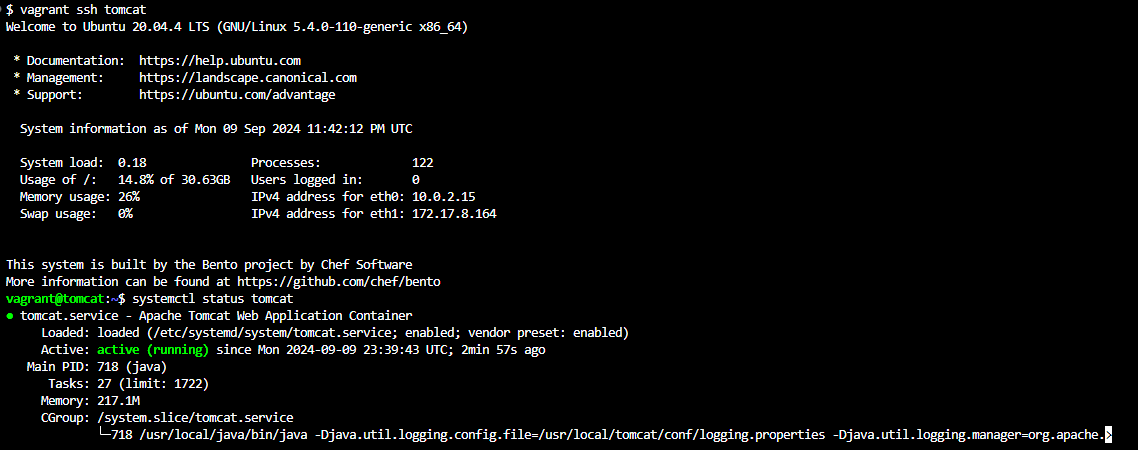 $ vagrant ssh tomcat
Welcome to Ubuntu 20.04.4 LTS (GNU/Linux 5.4.0-110-generic x86_64)
* Documentation:  https://help.ubuntu.com
* Management:     https://landscape.canonical.com
* Support:        https://ubuntu.com/advantage
System information as of Mon 09 Sep 2024 11:42:12 PM UTC
System load:  0.18               Processes:             122
Usage of /:   14.8% of 30.63GB   Users logged in:       0
Memory usage: 26%                IPv4 address for eth0: 10.0.2.15
Swap usage:   0%                 IPv4 address for eth1: 172.17.8.164
This system is built by the Bento project by Chef Software
More information can be found at https://github.com/chef/bento
vagrant@tomcat:~$ systemctl status tomcat
● tomcat.service - Apache Tomcat Web Application Container
Loaded: loaded (/etc/systemd/system/tomcat.service; enabled; vendor preset: enabled)
Active: active (running) since Mon 2024-09-09 23:39:43 UTC; 2min 57s ago
Main PID: 718 (java)
Tasks: 27 (limit: 1722)
Memory: 217.1M
CGroup: /system.slice/tomcat.service
└─718 /usr/local/java/bin/java -Djava.util.logging.config.file=/usr/local/tomcat/conf/logging.properties -Djava.util.logging.manager=org.apache.>